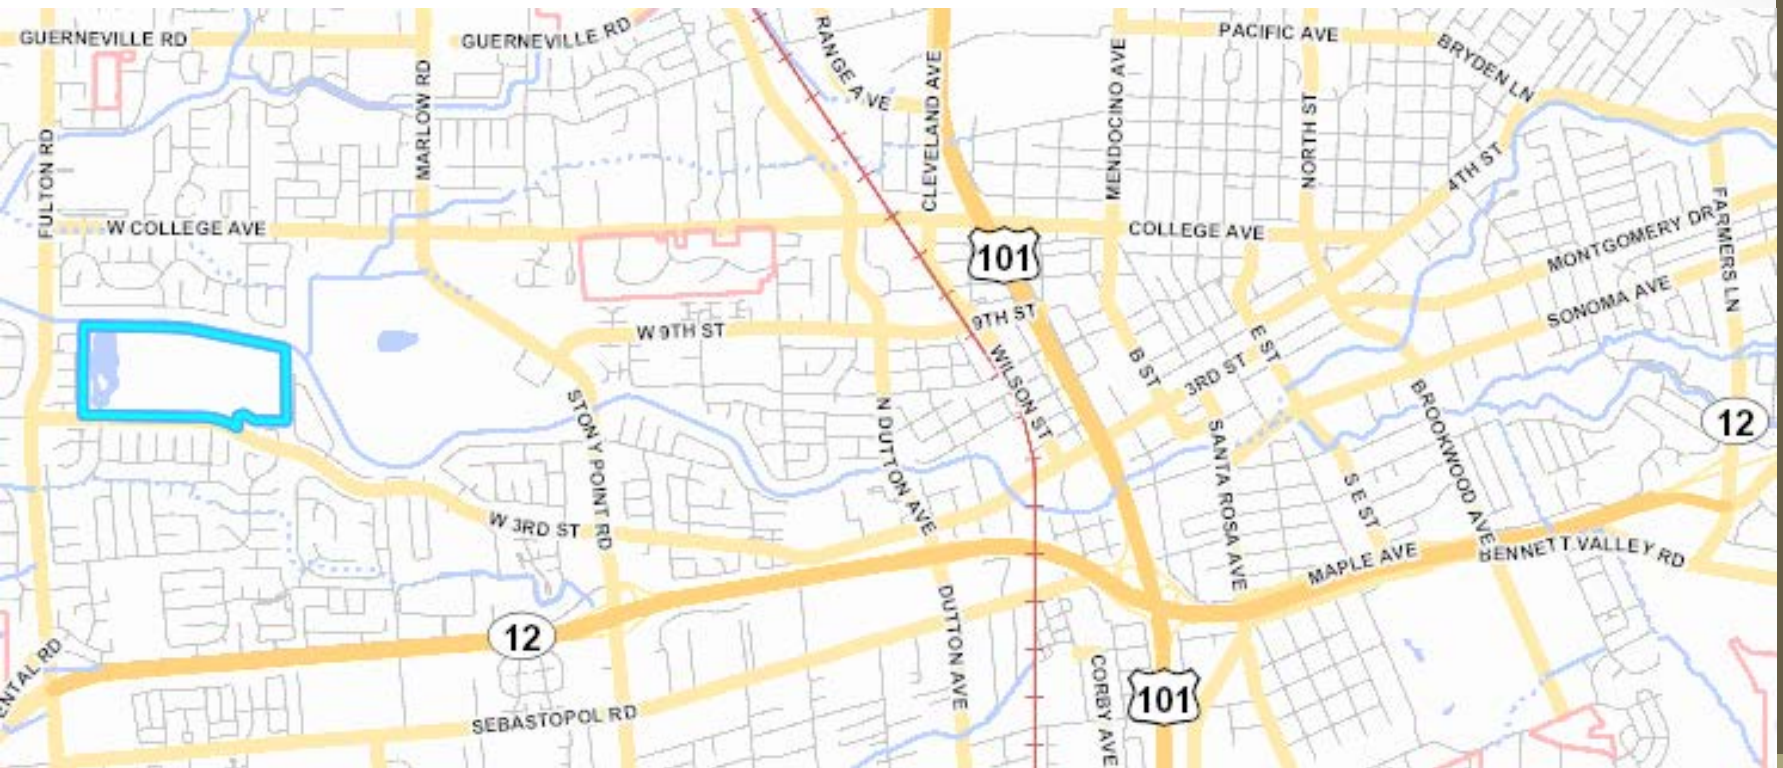 GUERNEVILLE RD
GUERNEVILLE RD
RANGE AVE
PACIFIC AVE
BRYDEN LN
MARLOW RD
CLEVELAND AVE
MENDOCINO AVE
NORTH ST
FULTON RD
4TH ST
W COLLEGE AVE
COLLEGE AVE
FARMERS LN
MONTGOMERY DR
101
SONOMA AVE
W 9TH ST
9TH ST
E ST
B ST
3RD ST
WILSON ST
STONY POINT RD
N DUTTON AVE
BROOKWOOD AVE
12
SANTA ROSA AVE
S E ST
W 3RD ST
MAPLE AVE
BENNETT VALLEY RD
12
DUTTON AVE
ENTAL RD
CORBY AVE
101
SEBASTOPOL RD